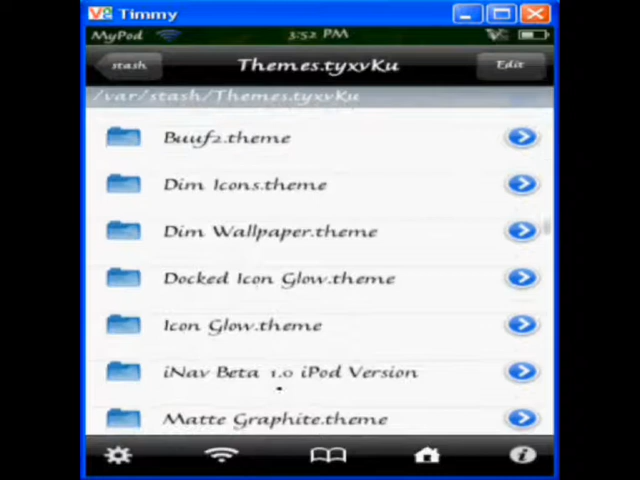 Timmy
MyPod 3:52 PM
stash Themes.tyxvKu Edit
/var/stash/Themes.tyxvKu
Buuf2.theme
Dim Icons.theme
Dim Wallpaper.theme
Docked Icon Glow.theme
Icon Glow.theme
iNav Beta 1.0 iPod Version
Matte Graphite.theme